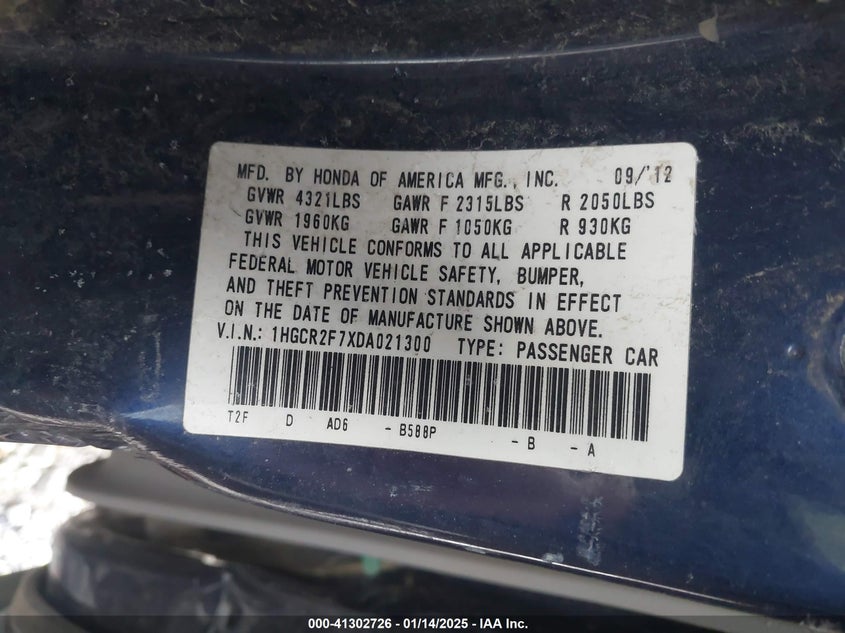 MFD. BY HONDA OF AMERICA MFG., INC. 09/'12
GVWR 4321LBS GAWR F 2315LBS R 2050LBS
GVWR 1960KG GAWR F 1050KG R 930KG
THIS VEHICLE CONFORMS TO ALL APPLICABLE
FEDERAL MOTOR VEHICLE SAFETY, BUMPER,
AND THEFT PREVENTION STANDARDS IN EFFECT
ON THE DATE OF MANUFACTURE SHOWN ABOVE.
V.I.N.: 1HGCR2F7XDA021300 TYPE: PASSENGER CAR
T2F D AD6 - B588P - B - A
000-41302726 - 01/14/2025 - IAA Inc.